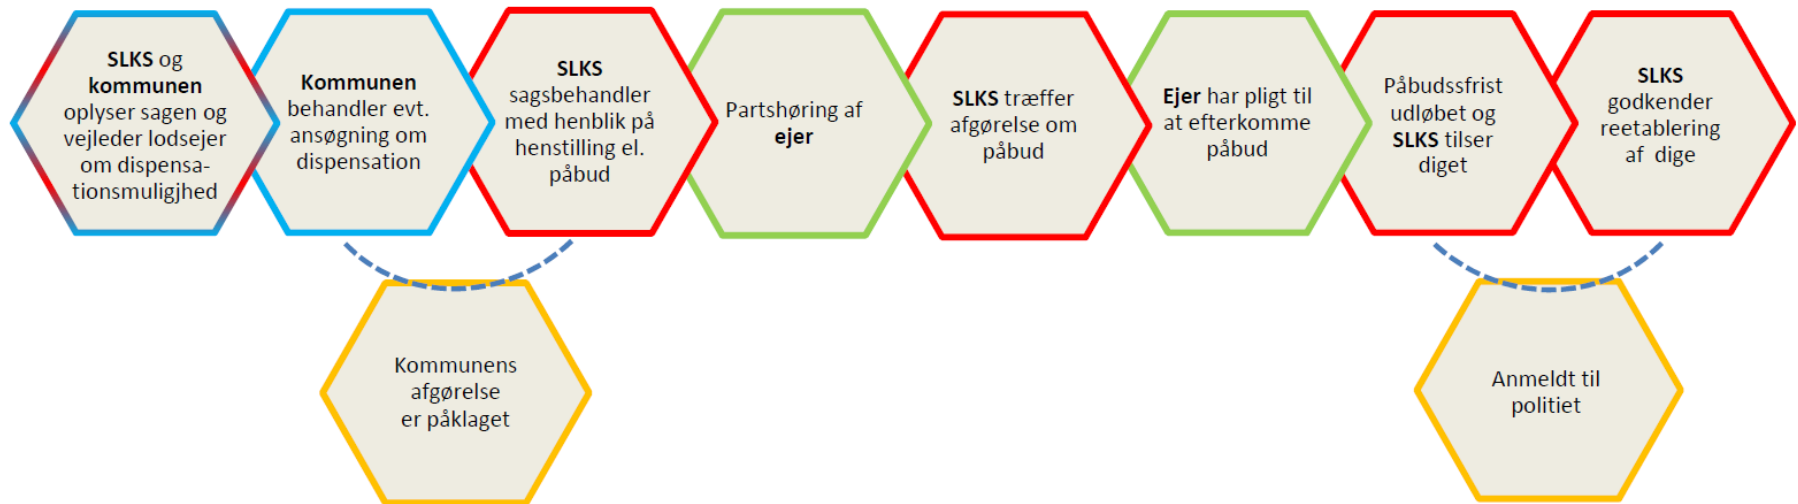 SLKS og
kommunen
oplyser sagen og
vejleder lodsejer
om dispensa-
tionsmuligjhed
Kommunen
behandler evt.
ansøgning om
dispensation
SLKS
sagsbehandler
med henblik på
henstilling el.
påbud
Partshøring af
ejer
SLKS træffer
afgørelse om
påbud
Ejer har pligt til
at efterkomme
påbud
Påbudssfrist
udløbet og
SLKS tilser
diget
SLKS
godkender
reetablering
af dige
Kommunens
afgørelse
er påklaget
Anmeldt til
politiet